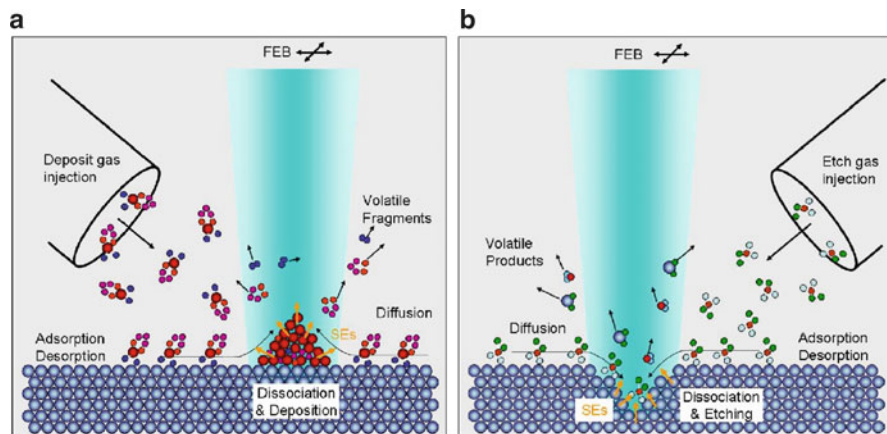 a
FEB
Deposit gas
injection
Volatile
Fragments
Diffusion
Adsorption
Desorption
SEs
Dissociation
& Deposition
b
FEB
Etch gas
injection
Volatile
Products
Diffusion
Adsorption
Desorption
SEs
Dissociation
& Etching